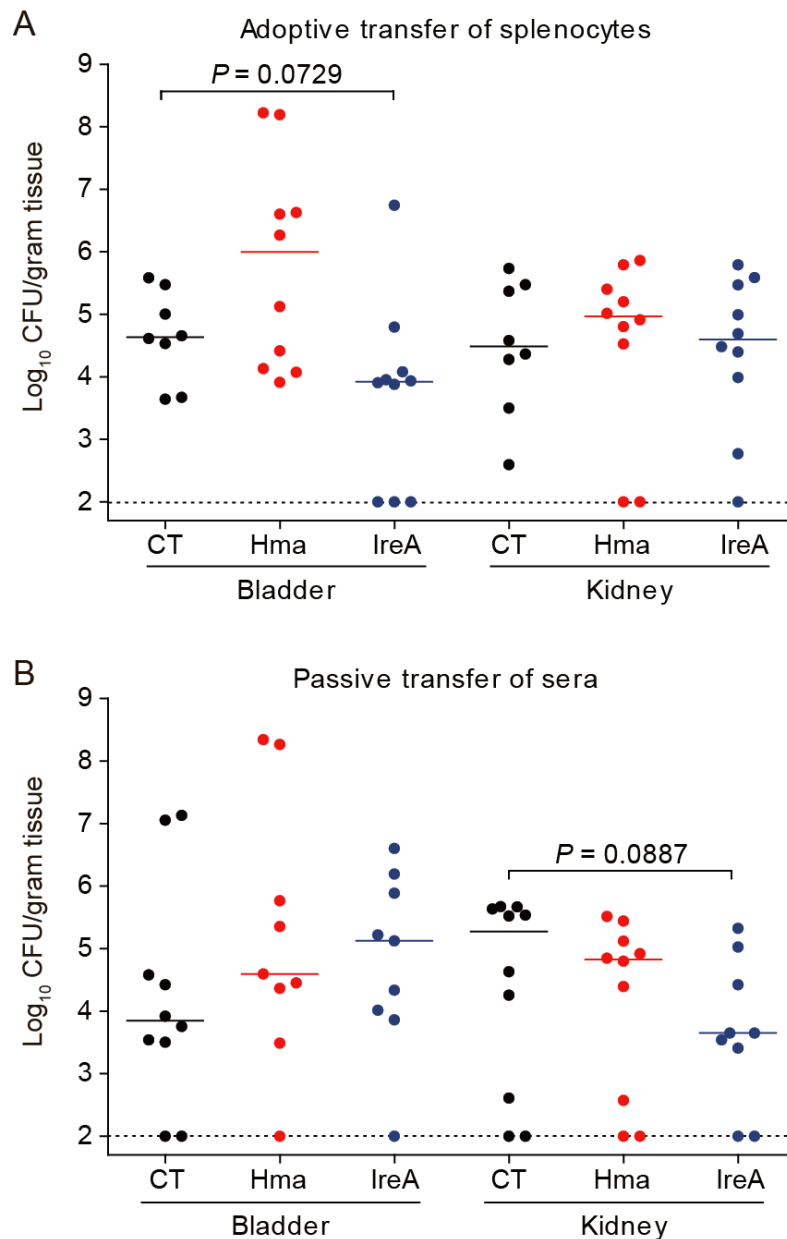 A
Adoptive transfer of splenocytes
P = 0.0729
Log10 CFU/gram tissue
9
8
7
6
5
4
3
2
CT Hma IreA CT Hma IreA
Bladder Kidney
B
Passive transfer of sera
P = 0.0887
Log10 CFU/gram tissue
9
8
7
6
5
4
3
2
CT Hma IreA CT Hma IreA
Bladder Kidney